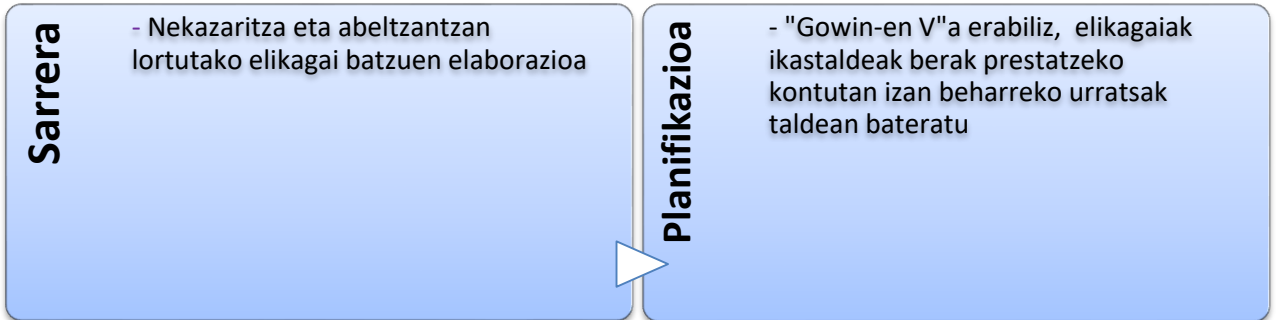 Sarrera
- Nekazaritza eta abeltzantzan
lortutako elikagai batzuen elaborazioa
Planifikazioa
- "Gowin-en V"a erabiliz, elikagaiak
ikastaldeak berak prestatzeko
kontutan izan beharreko urratsak
taldean bateratu